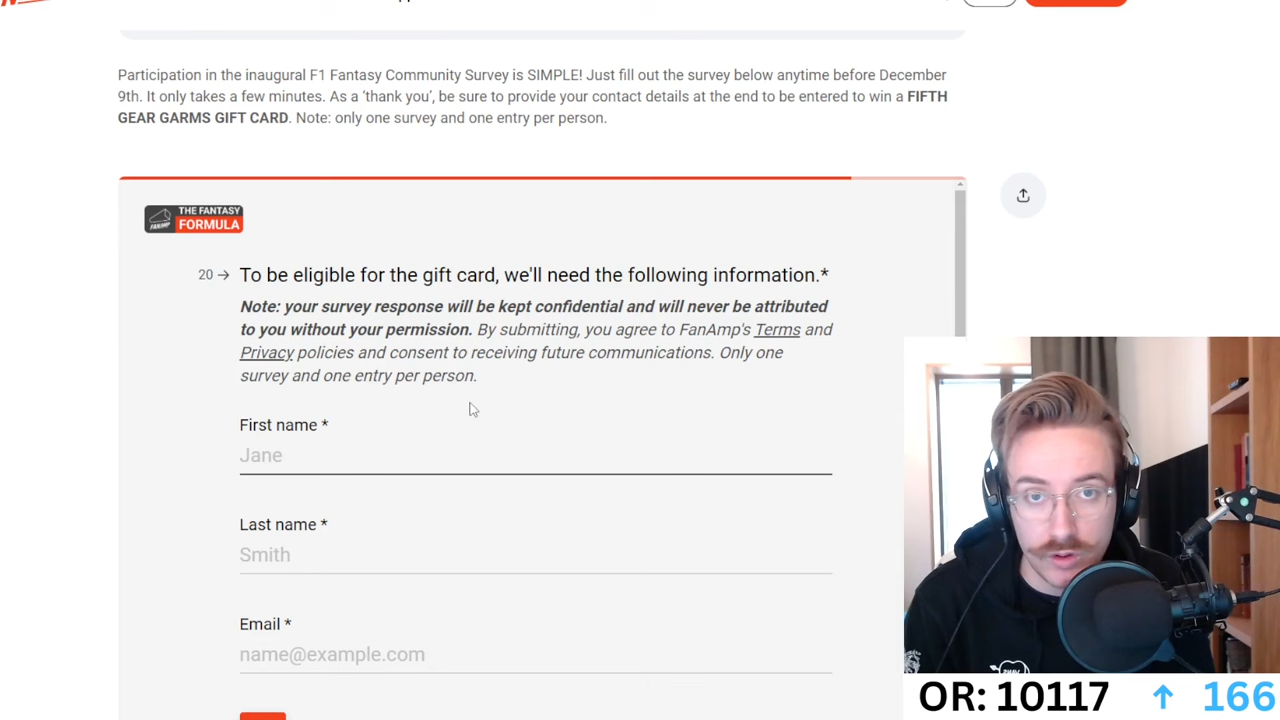 Participation in the inaugural F1 Fantasy Community Survey is SIMPLE! Just fill out the survey below anytime before December
9th. It only takes a few minutes. As a 'thank you', be sure to provide your contact details at the end to be entered to win a FIFTH
GEAR GARMS GIFT CARD. Note: only one survey and one entry per person.
FANAMP
THE FANTASY
FORMULA
20 → To be eligible for the gift card, we'll need the following information.*
Note: your survey response will be kept confidential and will never be attributed
to you without your permission. By submitting, you agree to FanAmp's Terms and
Privacy policies and consent to receiving future communications. Only one
survey and one entry per person.
First name *
Jane
Last name *
Smith
Email *
name@example.com
OR: 10117 ↑ 166